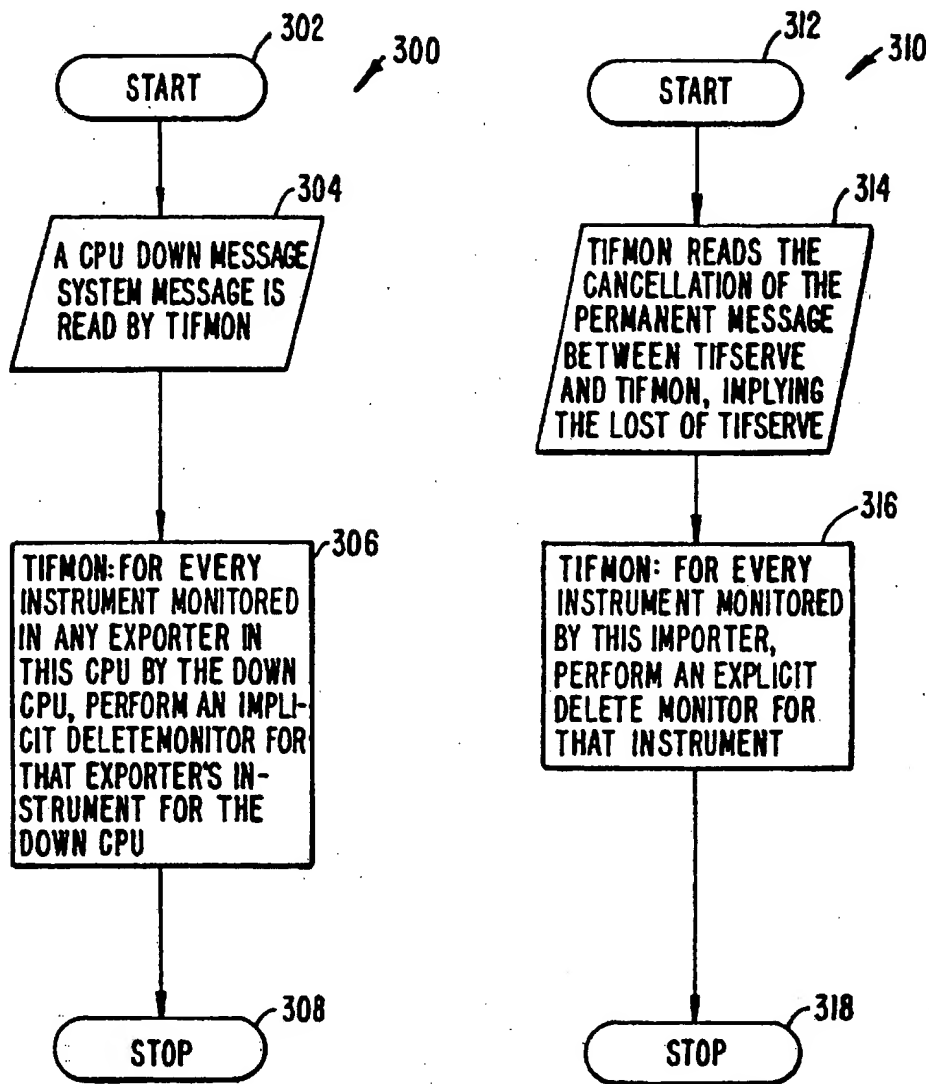 302
300
START
304
A CPU DOWN MESSAGE
SYSTEM MESSAGE IS
READ BY TIFMON
306
TIFMON: FOR EVERY
INSTRUMENT MONITORED
IN ANY EXPORTER IN
THIS CPU BY THE DOWN
CPU, PERFORM AN IMPLI-
CIT DELETEMONITOR FOR
THAT EXPORTER'S IN-
STRUMENT FOR THE
DOWN CPU
308
STOP
312
310
START
314
TIFMON READS THE
CANCELLATION OF THE
PERMANENT MESSAGE
BETWEEN TIFSERVE
AND TIFMON, IMPLYING
THE LOST OF TIFSERVE
316
TIFMON: FOR EVERY
INSTRUMENT MONITORED
BY THIS IMPORTER,
PERFORM AN EXPLICIT
DELETE MONITOR FOR
THAT INSTRUMENT
318
STOP